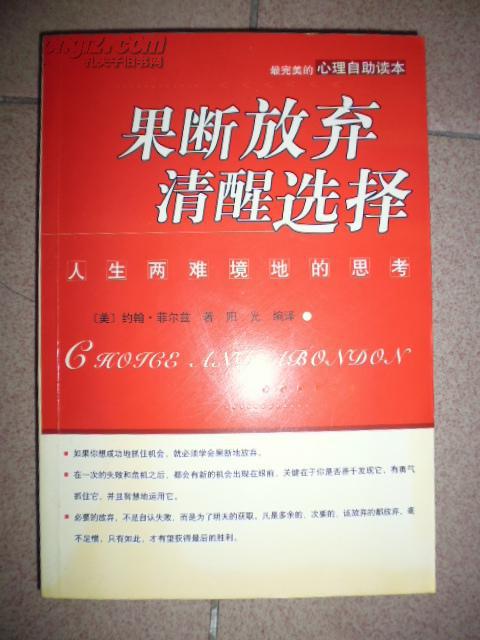 gz.com
孔夫子旧书网
最完美的 心理自助读本
果断放弃
清醒选择
人生两难境地的思考
〔美〕约翰·菲尔兹 著 阳光 编译
CHOICE AND ABONDON
如果你想成功地抓住机会，就必须学会果断地放弃。
在一次的失败和危机之后，都会有新的机会出现在眼前，关键在于你是否善于发现它，有勇气
抓住它，并且智慧地运用它。
必要的放弃，不是自认失败，而是为了明天的获取。凡是多余的、次要的、该放弃的都放弃，毫
不足惜，只有如此，才有望获得最后的胜利。